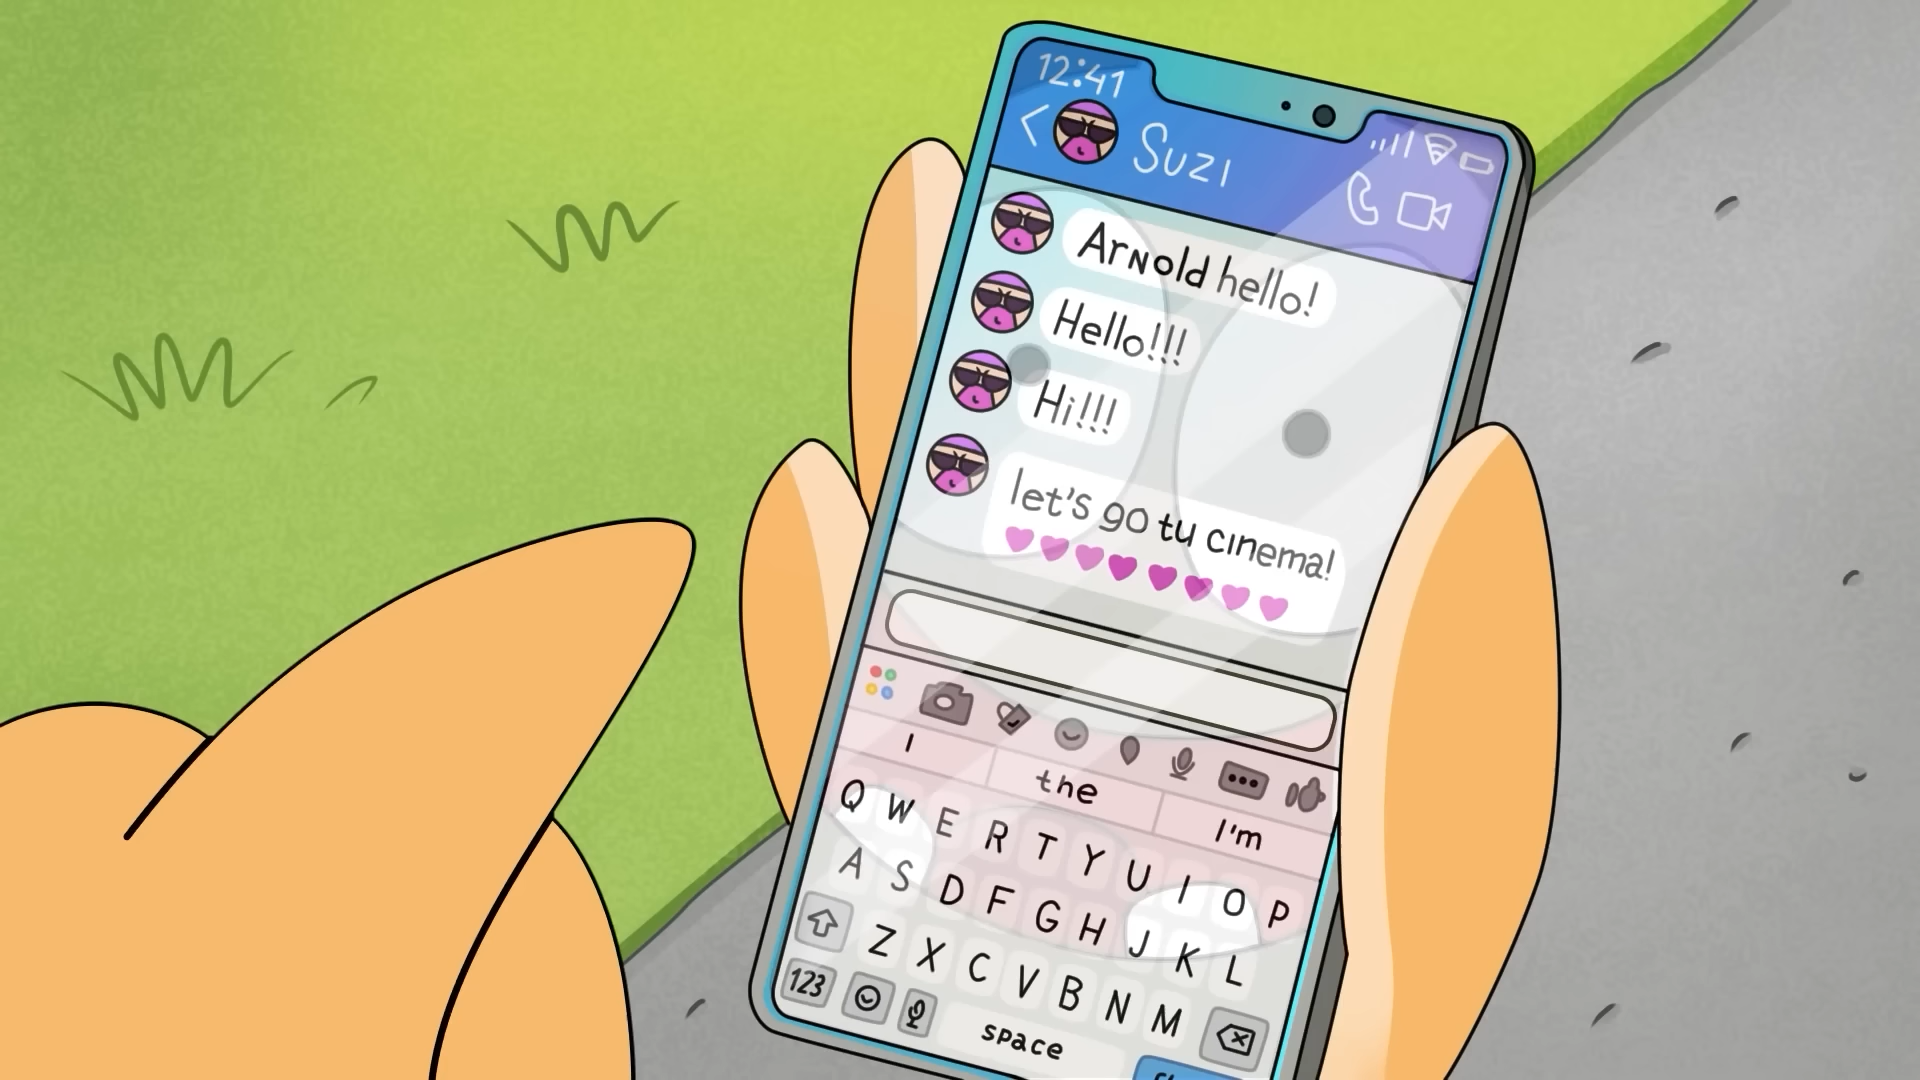 12:41
Suzi
Arnold hello!
Hello!!!
Hi!!!
let's go tu cinema!
I the I'm
Q W E R T Y U I O P
A S D F G H J K L
Z X C V B N M
123 space